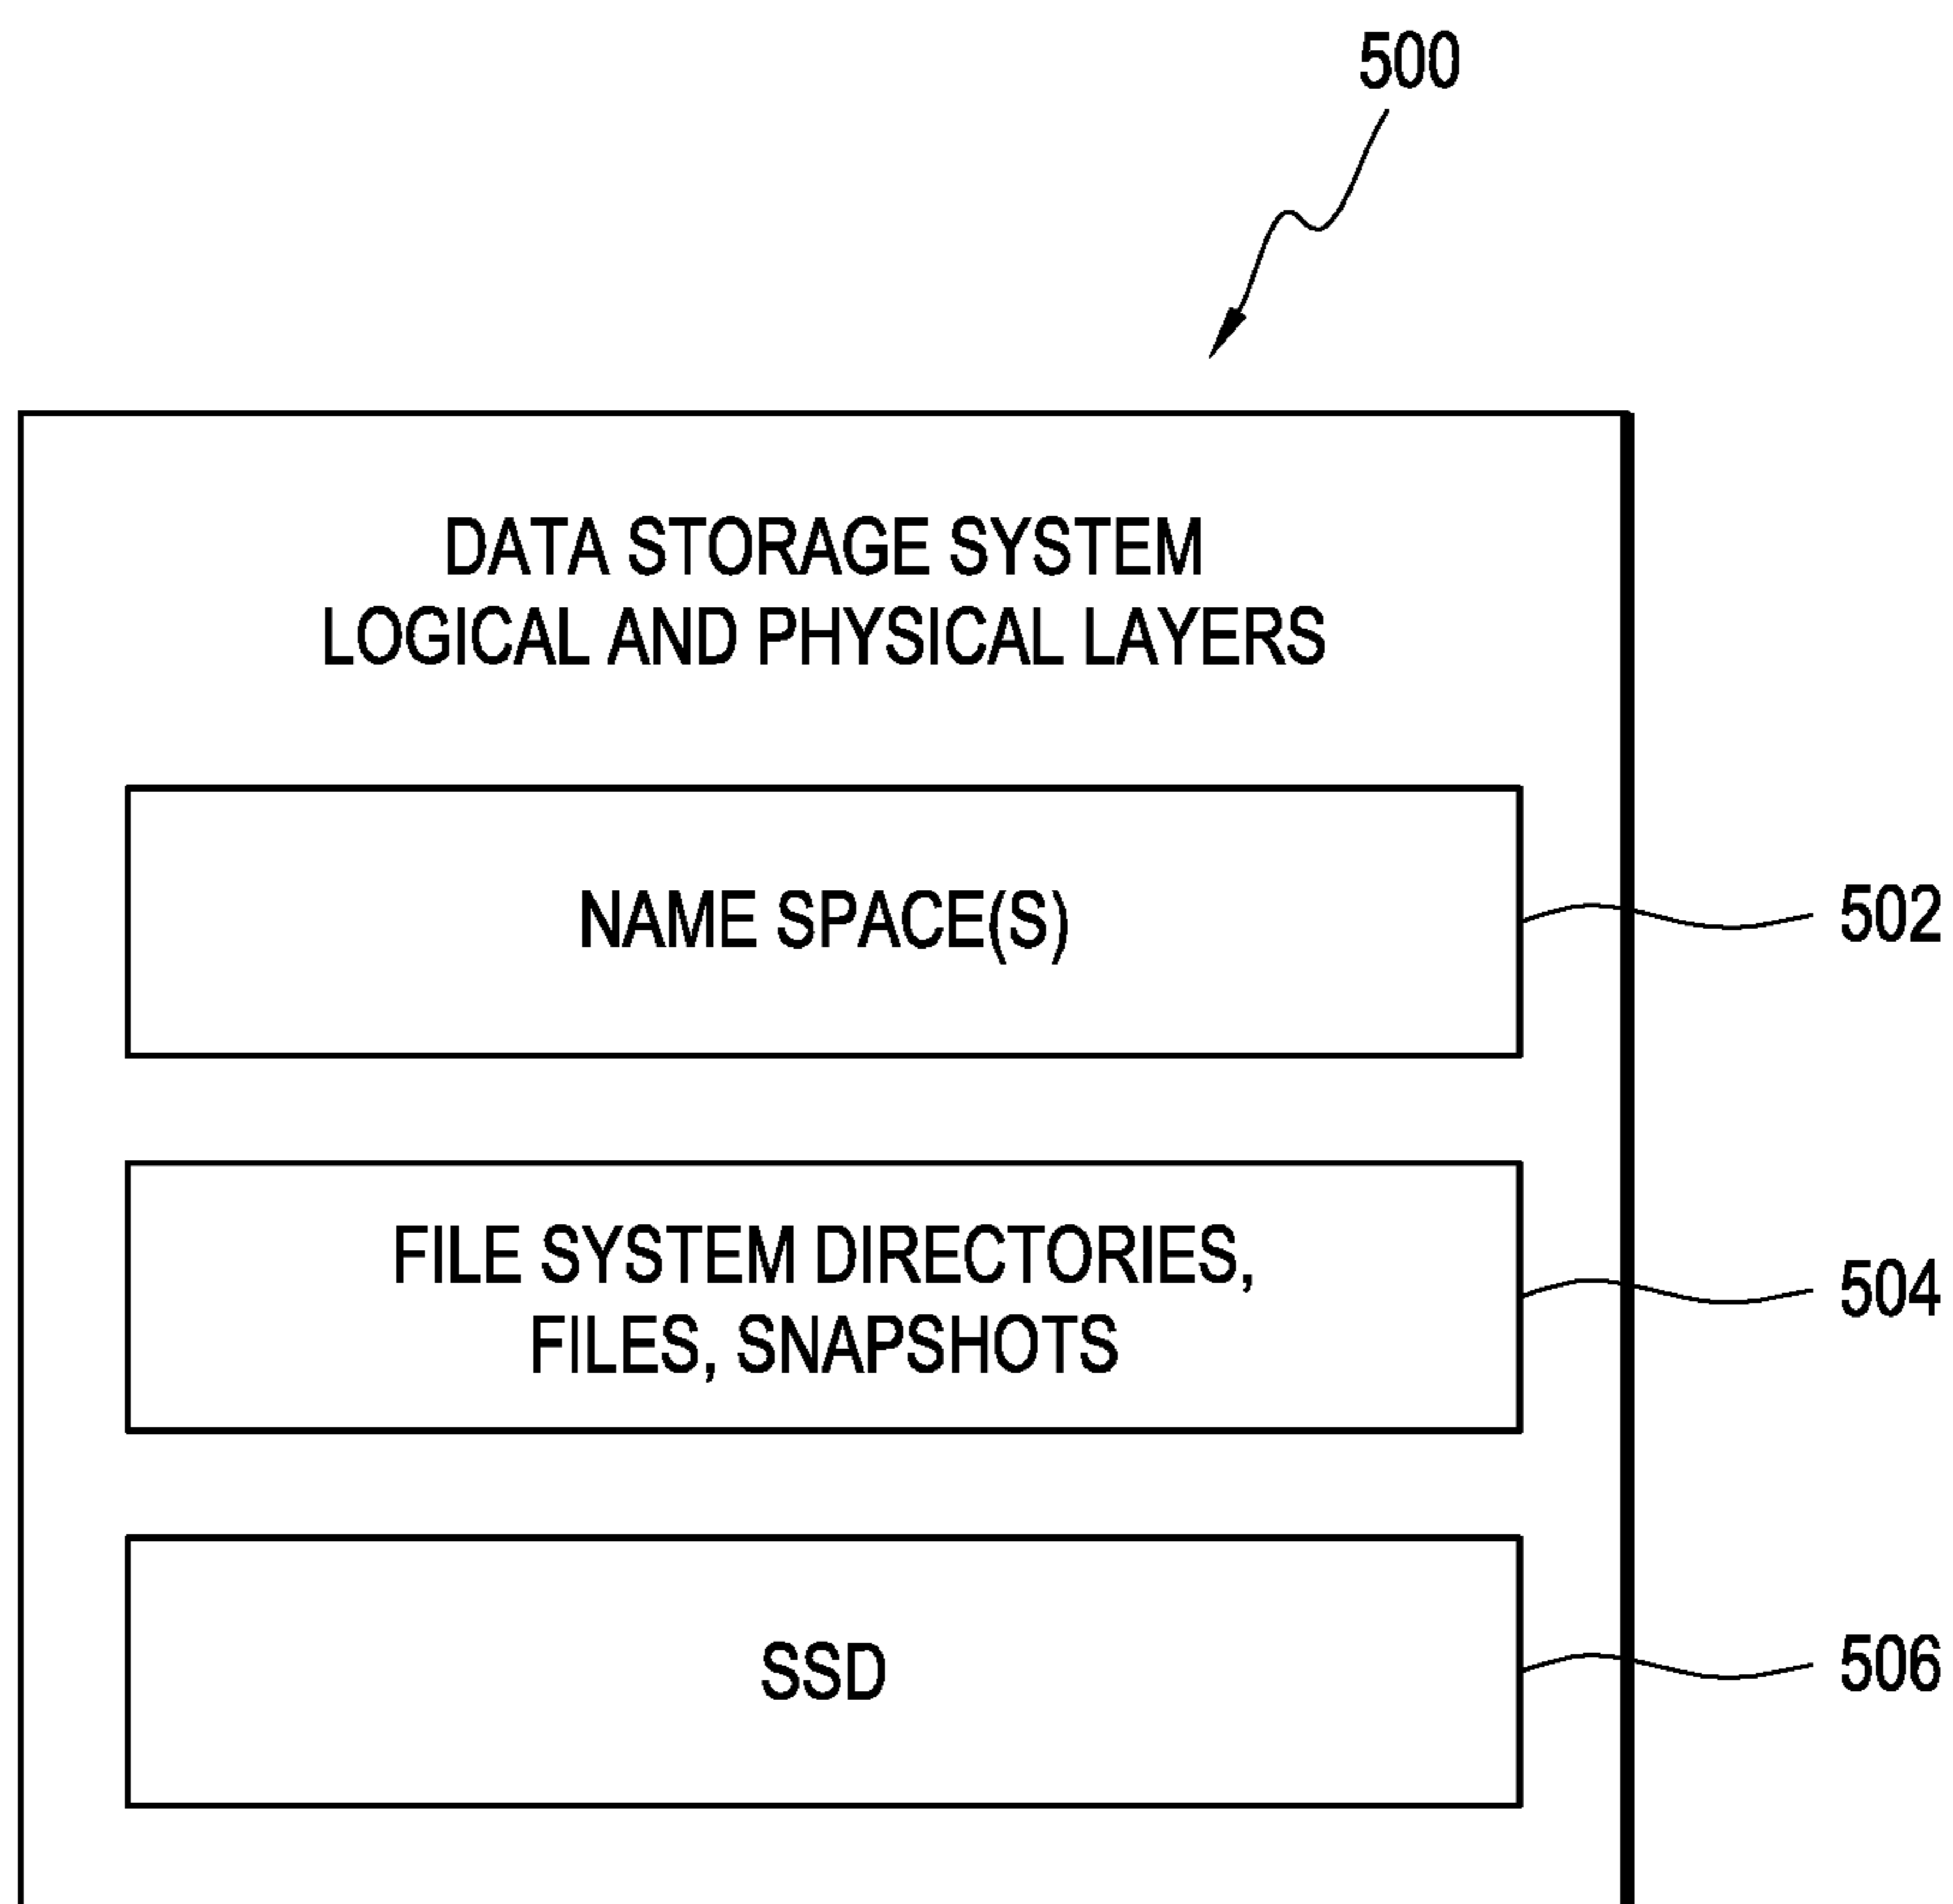 500
DATA STORAGE SYSTEM
LOGICAL AND PHYSICAL LAYERS
NAME SPACE(S)
502
FILE SYSTEM DIRECTORIES,
FILES, SNAPSHOTS
504
SSD
506